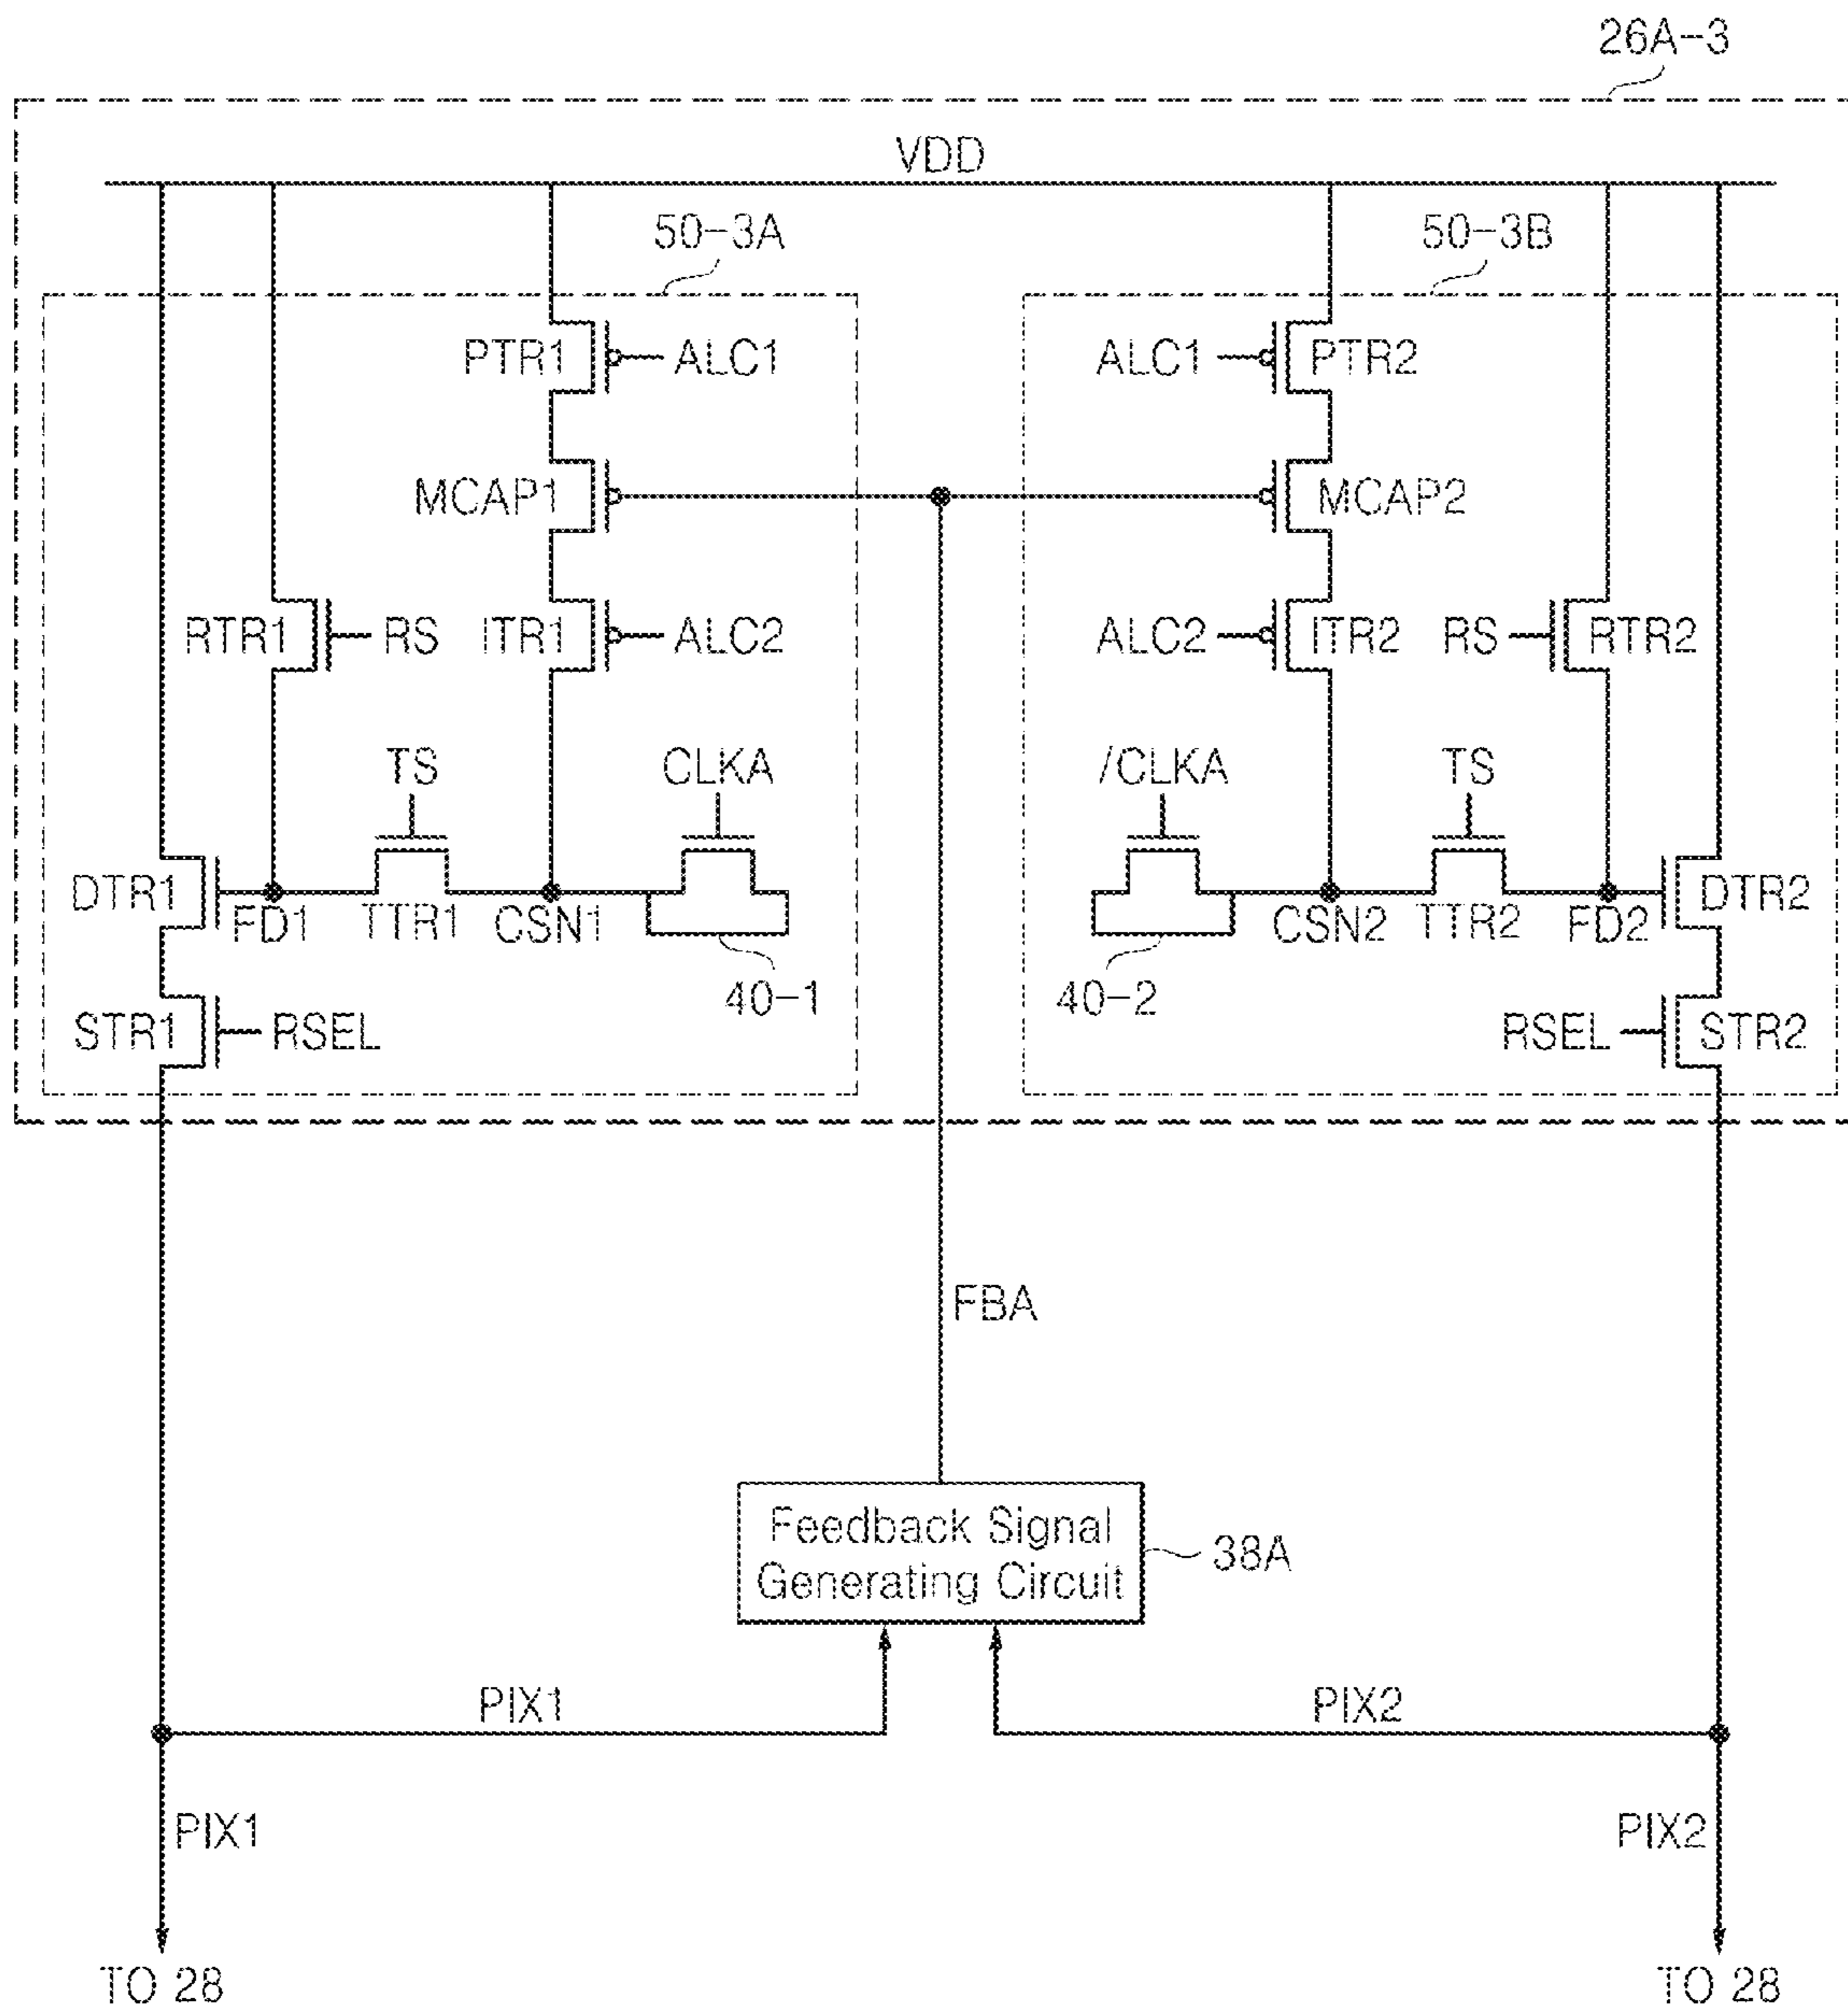 26A-3
VDD
50-3A
50-3B
PTR1
ALC1
ALC1
PTR2
MCAP1
MCAP2
RTR1
RS
ITR1
ALC2
ALC2
ITR2
RS
RTR2
TS
CLKA
/CLKA
TS
DTR1
FD1
TTR1
CSN1
CSN2
TTR2
FD2
DTR2
40-1
40-2
STR1
RSEL
RSEL
STR2
FBA
Feedback Signal
Generating Circuit
38A
PIX1
PIX2
PIX1
PIX2
TO 28
TO 28